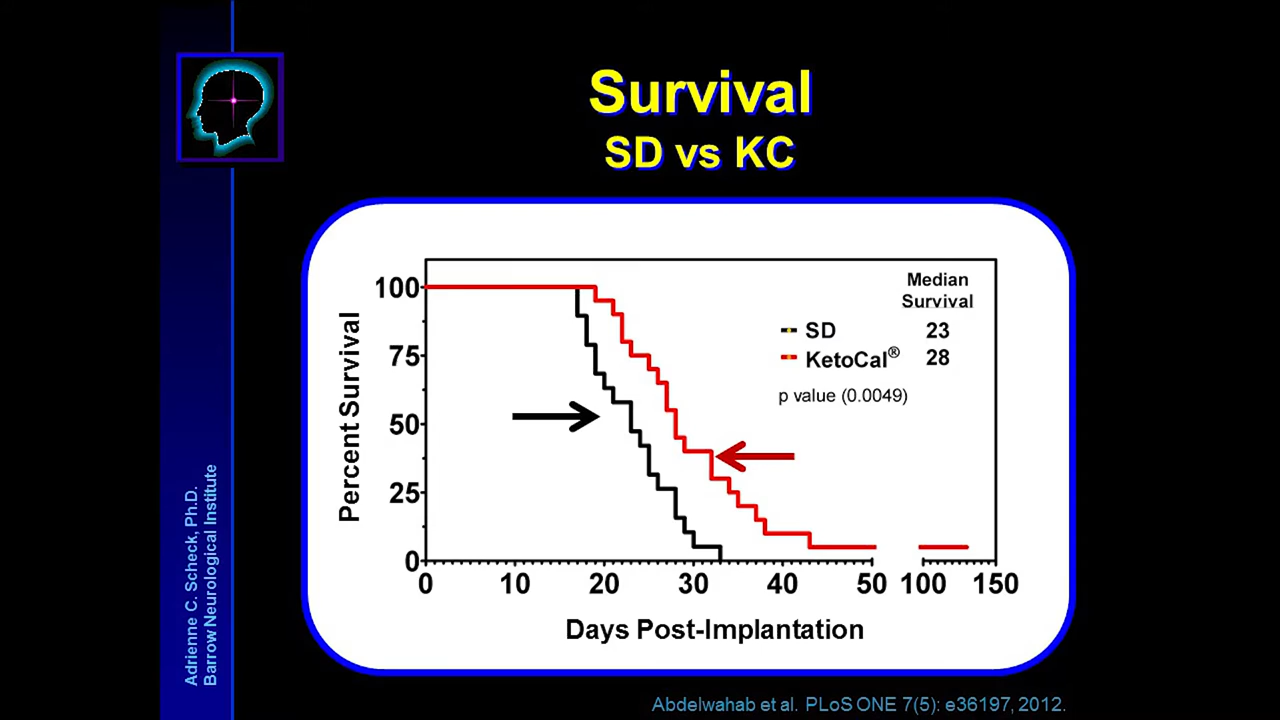 Survival
SD vs KC
Median
Survival
SD 23
KetoCal® 28
p value (0.0049)
Percent Survival
100
75
50
25
0
0 10 20 30 40 50 100 150
Days Post-Implantation
Adrienne C. Scheck, Ph.D.
Barrow Neurological Institute
Abdelwahab et al. PLoS ONE 7(5): e36197, 2012.